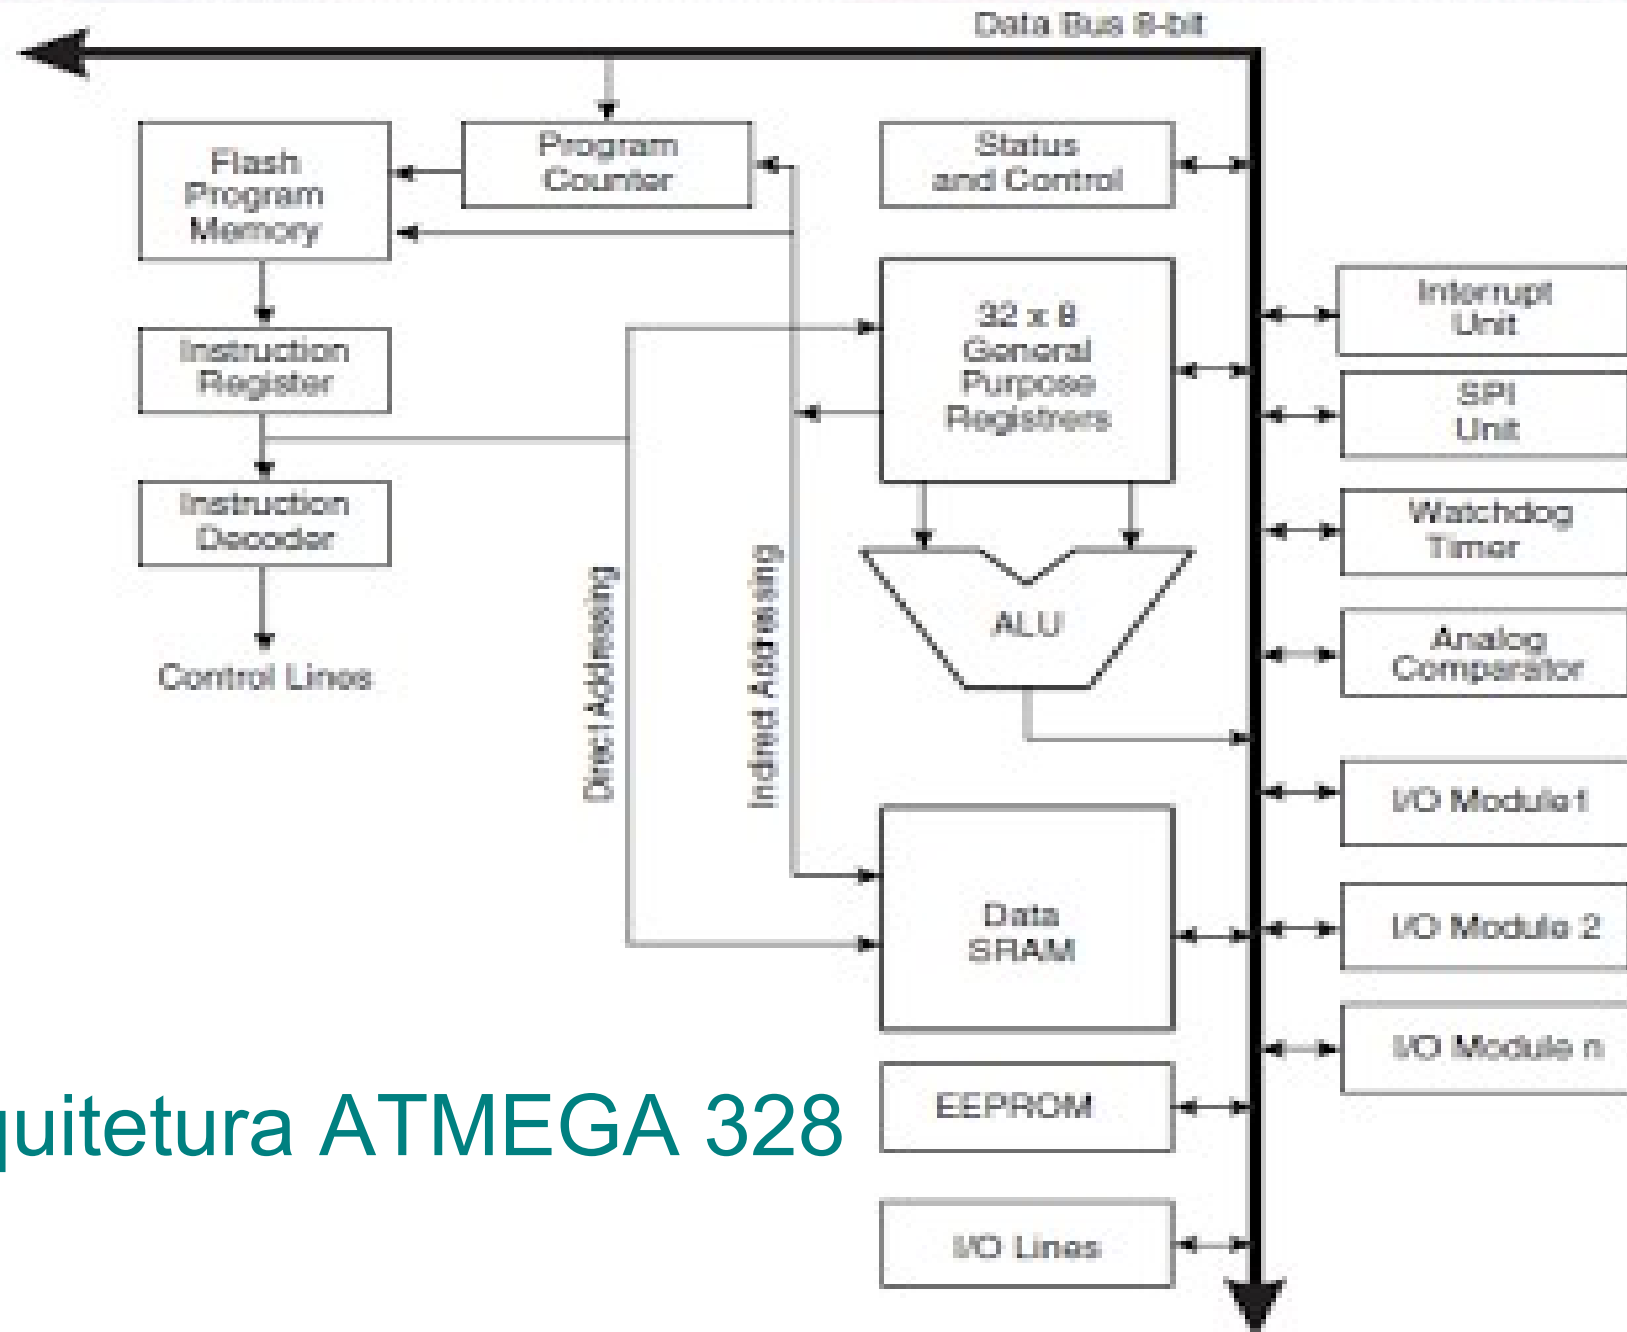 Data Bus 8-bit
Flash
Program
Memory
Program
Counter
Status
and Control
Instruction
Register
32 x 8
General
Purpose
Registrers
Interrupt
Unit
SPI
Unit
Instruction
Decoder
Watchdog
Timer
Control Lines
Direct Addressing
Indirect Addressing
ALU
Analog
Comparator
I/O Module1
Data
SRAM
I/O Module 2
I/O Module n
EEPROM
quitetura ATMEGA 328
I/O Lines